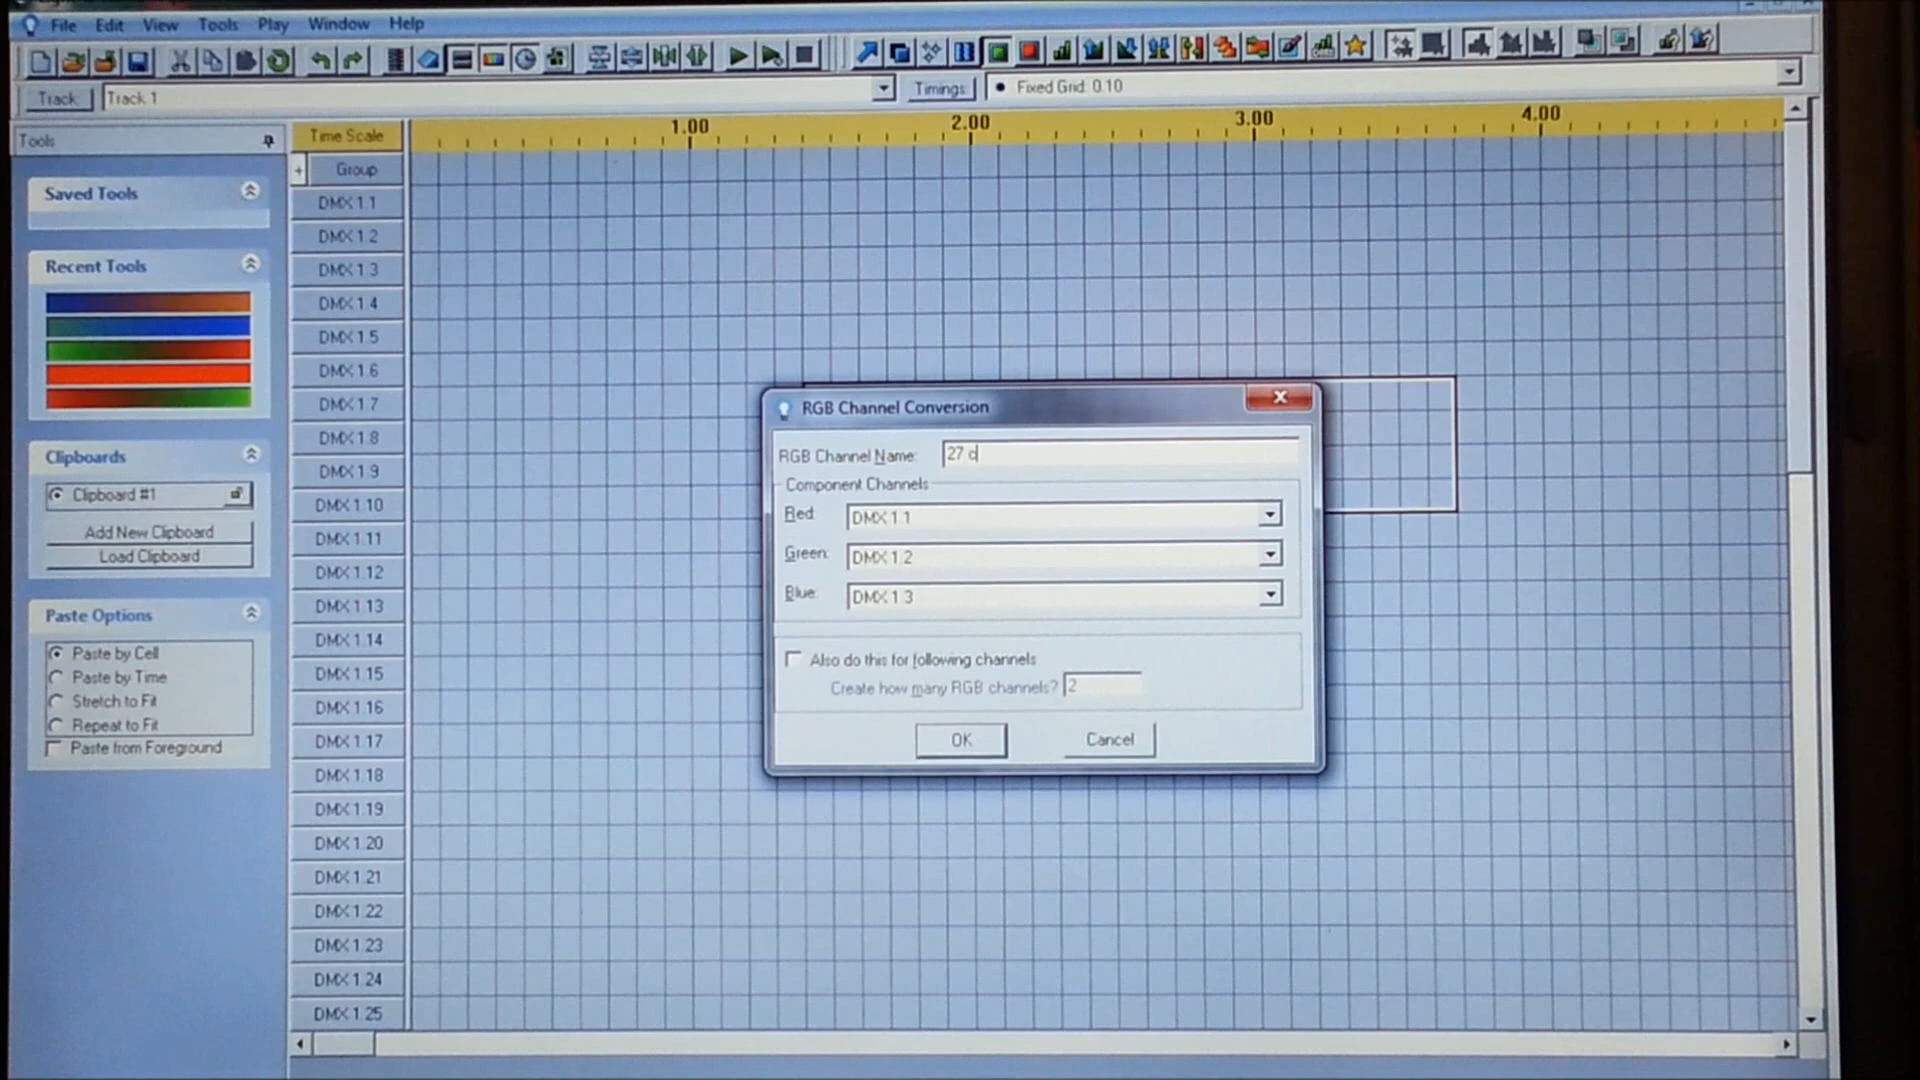 File Edit View Tools Play Window Help
Track: Track 1 Timings: Fixed Grid: 0.10
Tools
Time Scale 1.00 2.00 3.00 4.00
+ Group
Saved Tools
DMX 1.1
DMX 1.2
Recent Tools
DMX 1.3
DMX 1.4
DMX 1.5
DMX 1.6
DMX 1.7
DMX 1.8
Clipboards
DMX 1.9
Clipboard #1
DMX 1.10
Add New Clipboard
DMX 1.11
Load Clipboard
DMX 1.12
Paste Options
DMX 1.13
DMX 1.14
Paste by Cell
Paste by Time
DMX 1.15
Stretch to Fit
DMX 1.16
Repeat to Fit
Paste from Foreground
DMX 1.17
DMX 1.18
DMX 1.19
DMX 1.20
DMX 1.21
DMX 1.22
DMX 1.23
DMX 1.24
DMX 1.25
RGB Channel Conversion
RGB Channel Name: 27 c
Component Channels
Red: DMX 1.1
Green: DMX 1.2
Blue: DMX 1.3
Also do this for following channels
Create how many RGB channels? 2
OK Cancel